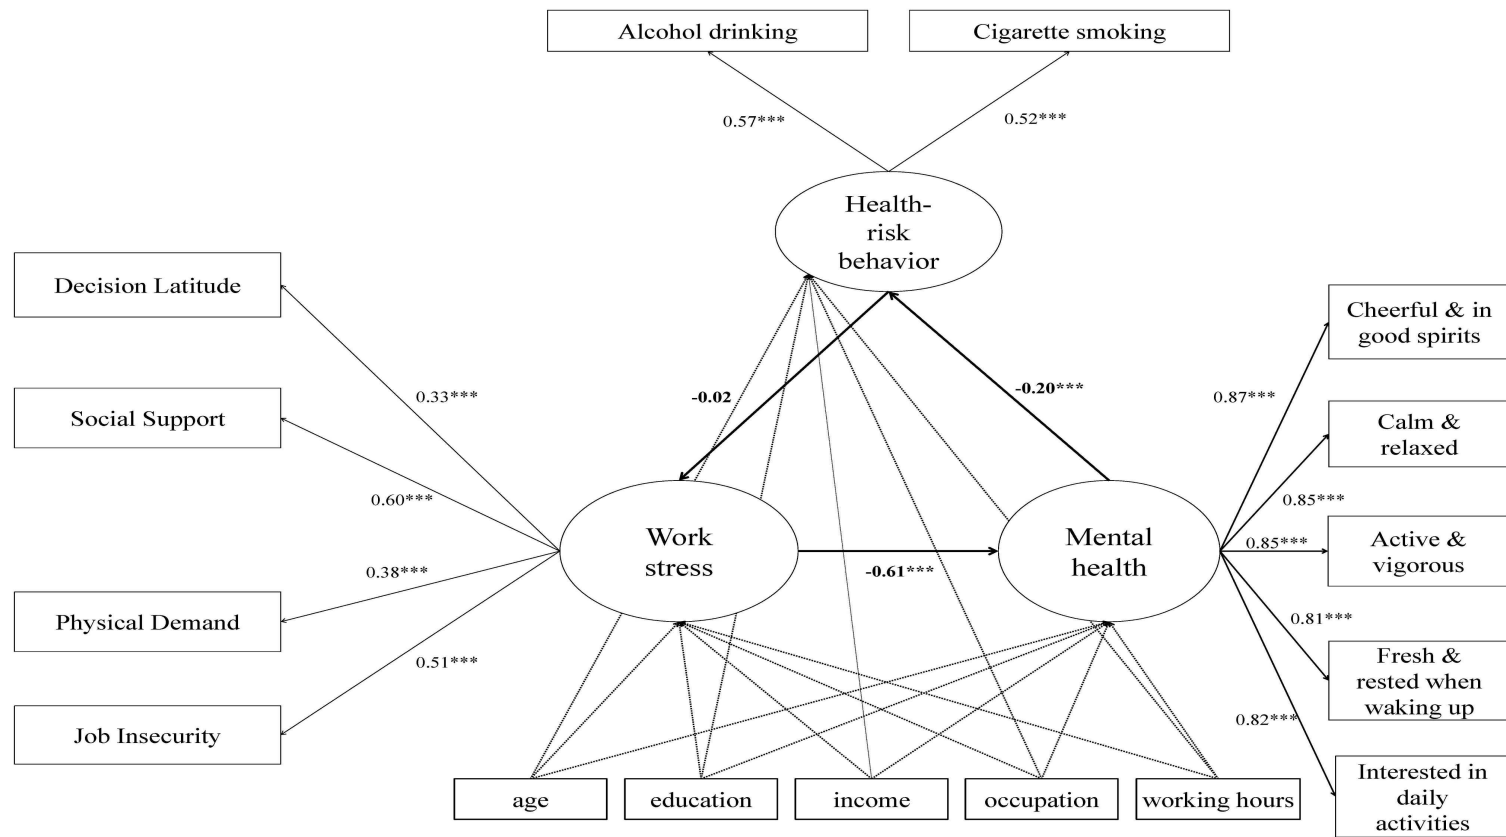 Alcohol drinking
Cigarette smoking
0.57***
0.52***
Health-
risk
behavior
Decision Latitude
Social Support
Physical Demand
Job Insecurity
0.33***
0.60***
0.38***
0.51***
-0.02
-0.20***
-0.61***
Work
stress
Mental
health
0.87***
0.85***
0.85***
0.81***
0.82***
Cheerful & in
good spirits
Calm &
relaxed
Active &
vigorous
Fresh &
rested when
waking up
Interested in
daily
activities
age
education
income
occupation
working hours